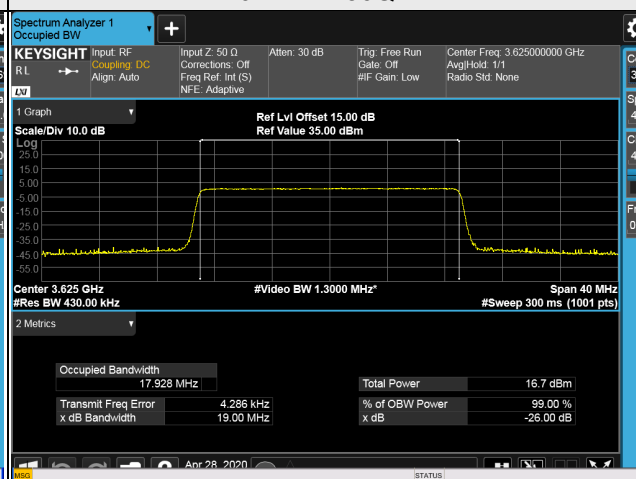 Spectrum Analyzer 1
Occupied BW
KEYSIGHT Input: RF Input Z: 50 Ω Atten: 30 dB Trig: Free Run Center Freq: 3.625000000 GHz
RL Coupling: DC Corrections: Off Gate: Off Avg|Hold: 1/1
Align: Auto Freq Ref: Int (S) #IF Gain: Low Radio Std: None
LXI NFE: Adaptive
1 Graph Ref Lvl Offset 15.00 dB
Scale/Div 10.0 dB Ref Value 35.00 dBm
Log
25.0
15.0
5.00
-5.00
-15.0
-25.0
-35.0
-45.0
-55.0
Center 3.625 GHz #Video BW 1.3000 MHz* Span 40 MHz
#Res BW 430.00 kHz #Sweep 300 ms (1001 pts)
2 Metrics
Occupied Bandwidth
17.928 MHz Total Power 16.7 dBm
Transmit Freq Error 4.286 kHz % of OBW Power 99.00 %
x dB Bandwidth 19.00 MHz x dB -26.00 dB
Apr 28, 2020
MSG STATUS